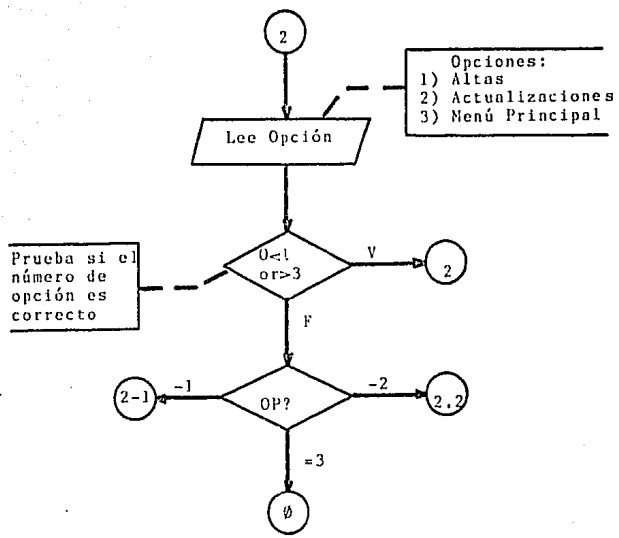 2
Opciones:
1) Altas
2) Actualizaciones
3) Menú Principal
Lee Opción
Prueba si el
número de
opción es
correcto
O<1
or>3
V
2
F
2-1
-1
OP?
-2
2.2
=3
Ø